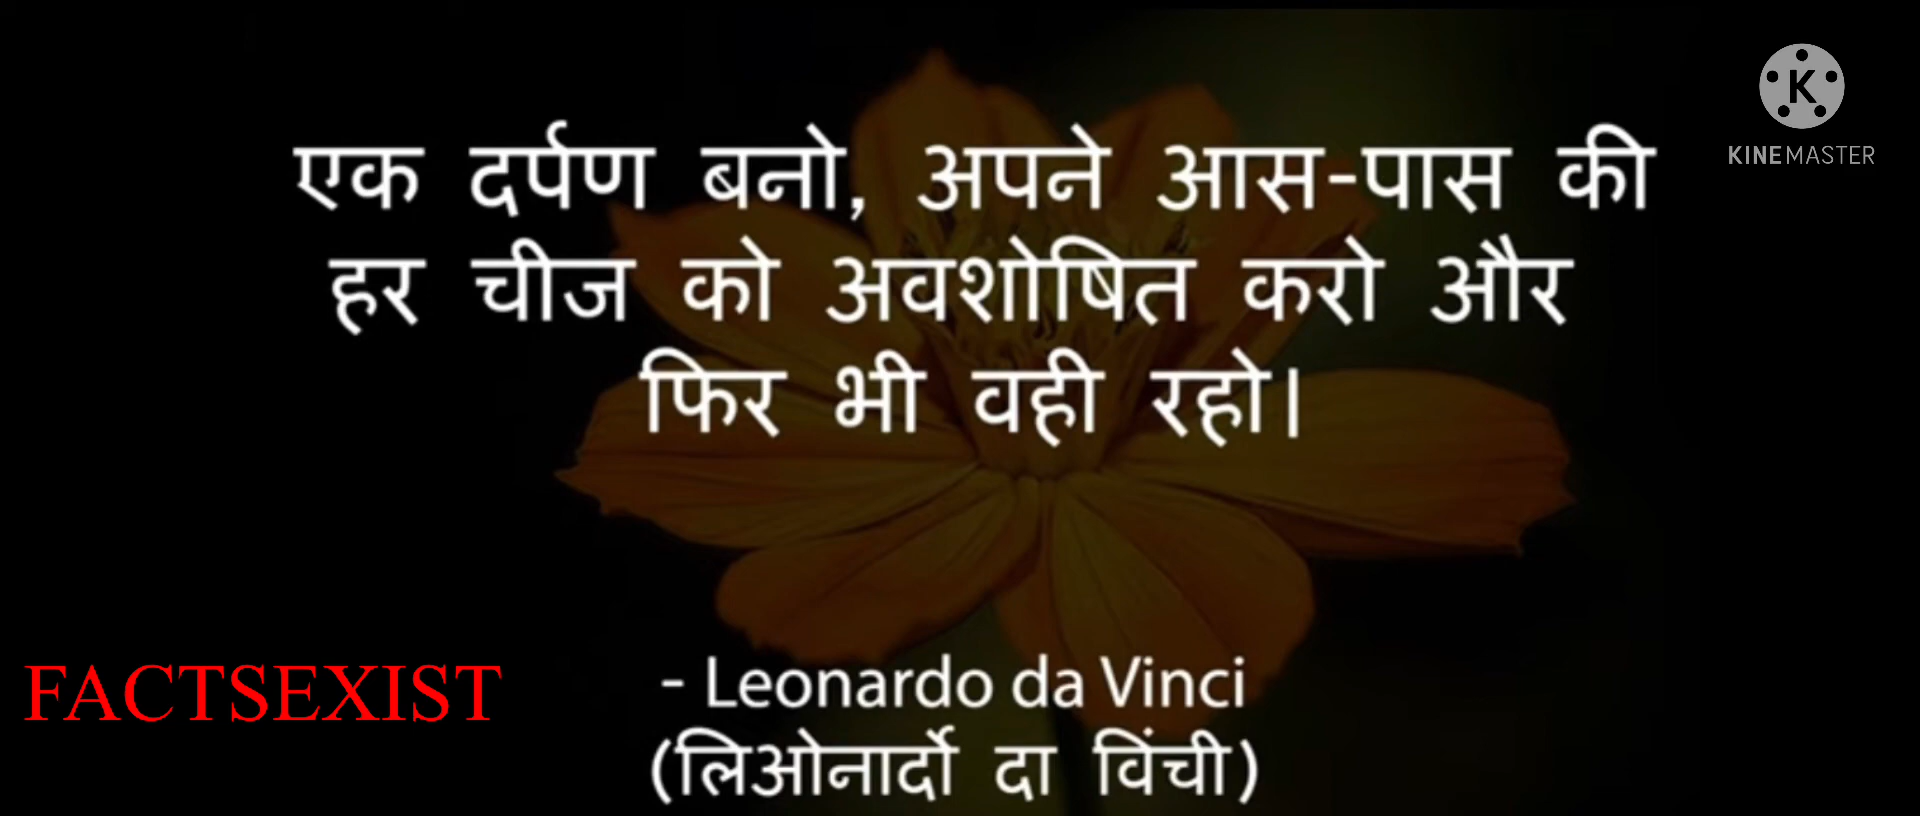 KINEMASTER
एक दर्पण बनो, अपने आस-पास की
हर चीज को अवशोषित करो और
फिर भी वही रहो।
FACTSEXIST
- Leonardo da Vinci
(लिओनार्दो दा विंची)